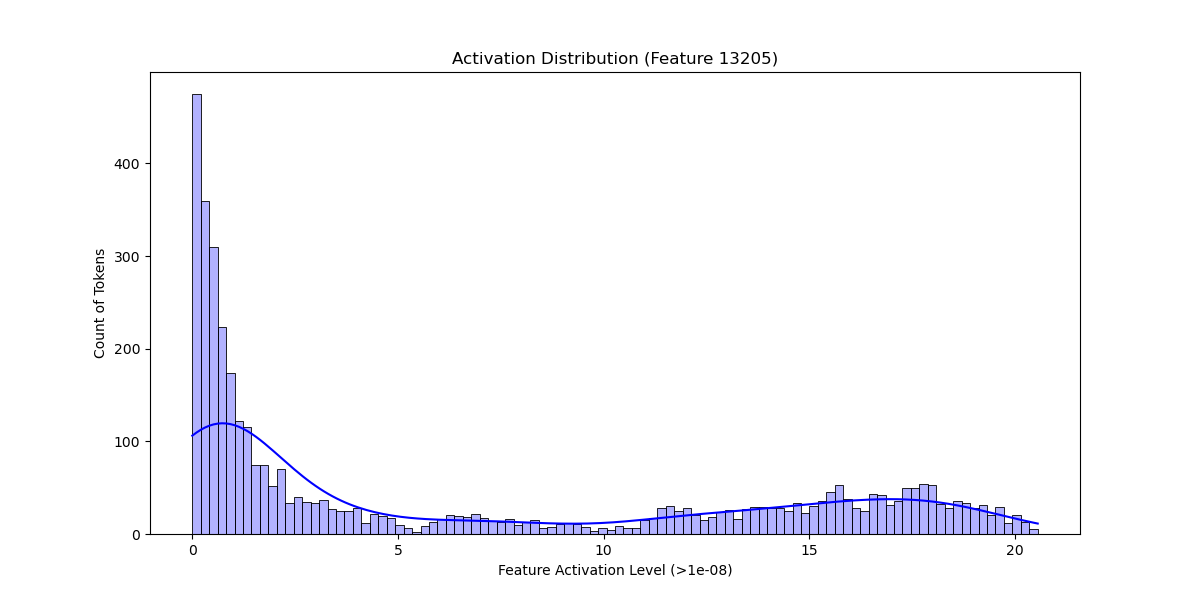 Activation Distribution (Feature 13205)
Count of Tokens
400
300
200
100
0
0 5 10 15 20
Feature Activation Level (>1e-08)